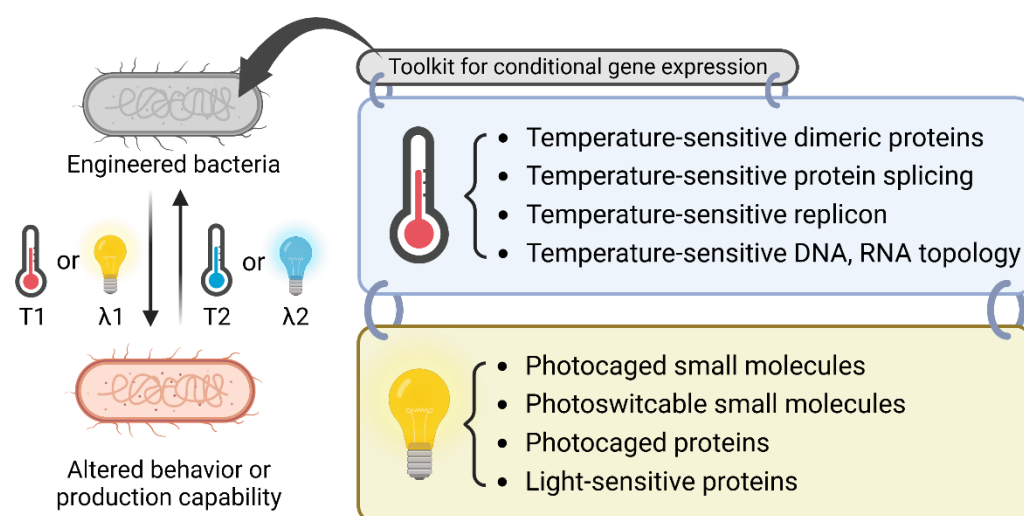 Toolkit for conditional gene expression
Engineered bacteria
T1 or λ1
T2 or λ2
Altered behavior or
production capability
• Temperature-sensitive dimeric proteins
• Temperature-sensitive protein splicing
• Temperature-sensitive replicon
• Temperature-sensitive DNA, RNA topology
• Photocaged small molecules
• Photoswitcable small molecules
• Photocaged proteins
• Light-sensitive proteins